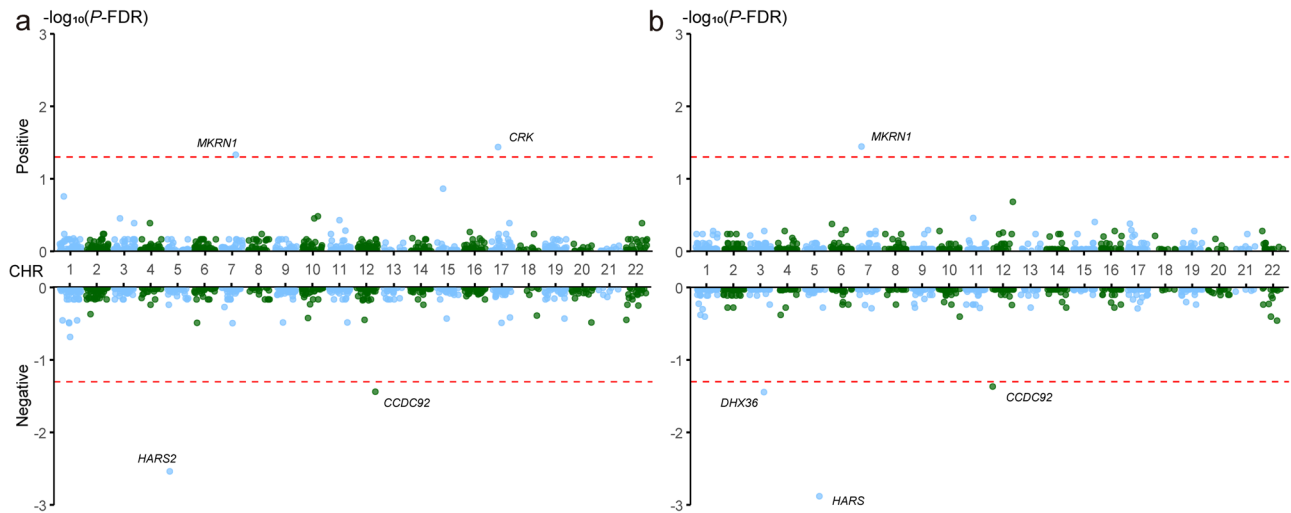 a
-log₁₀(P-FDR)
3
2
1
0
Positive
MKRN1
CRK
CHR
1 2 3 4 5 6 7 8 9 10 11 12 13 14 15 16 17 18 19 20 21 22
0
-1
-2
-3
Negative
CCDC92
HARS2
b
-log₁₀(P-FDR)
3
2
1
0
MKRN1
1 2 3 4 5 6 7 8 9 10 11 12 13 14 15 16 17 18 19 20 21 22
0
-1
-2
-3
DHX36
CCDC92
HARS